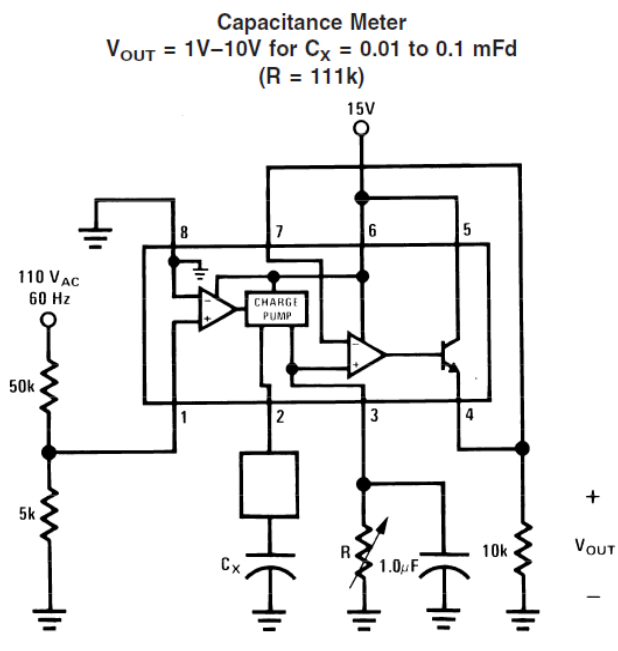 Capacitance Meter
VOUT = 1V–10V for CX = 0.01 to 0.1 mFd
(R = 111k)
15V
8
7
6
5
110 VAC
60 Hz
CHARGE
PUMP
50k
1
2
3
4
5k
+
VOUT
–
CX
R
1.0μF
10k